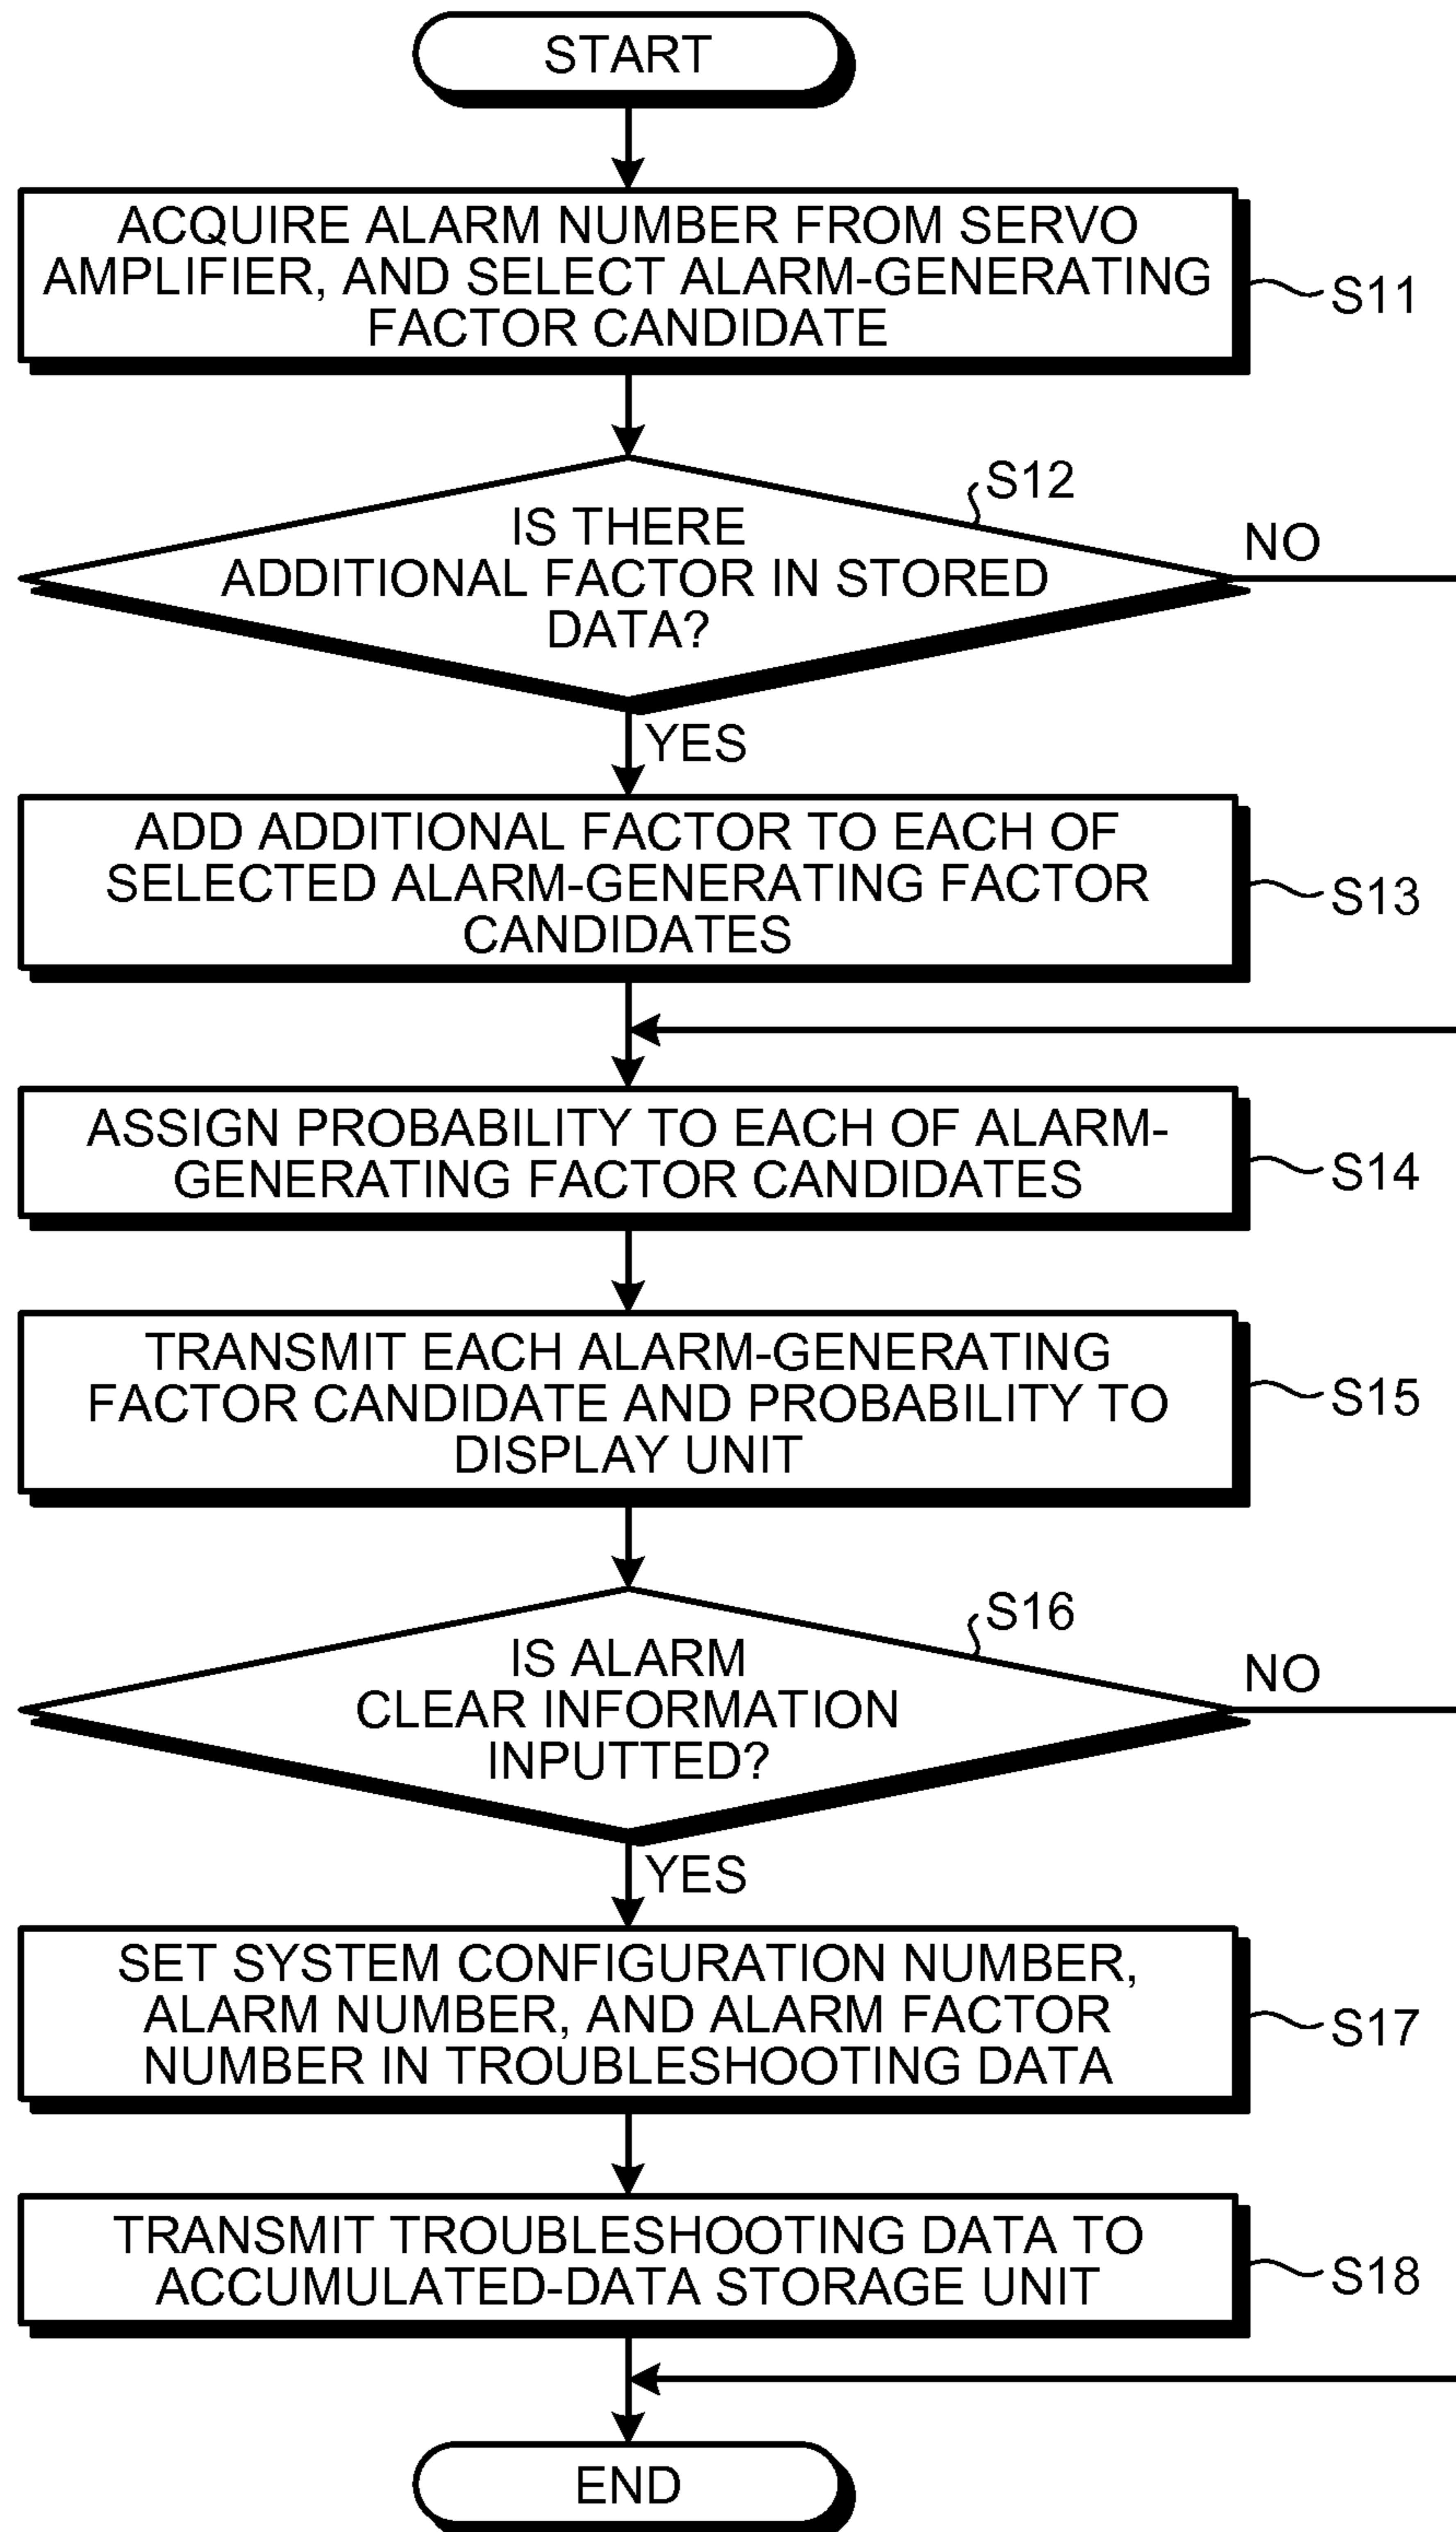 START
ACQUIRE ALARM NUMBER FROM SERVO
AMPLIFIER, AND SELECT ALARM-GENERATING
FACTOR CANDIDATE
S11
S12
IS THERE
ADDITIONAL FACTOR IN STORED
DATA?
NO
YES
ADD ADDITIONAL FACTOR TO EACH OF
SELECTED ALARM-GENERATING FACTOR
CANDIDATES
S13
ASSIGN PROBABILITY TO EACH OF ALARM-
GENERATING FACTOR CANDIDATES
S14
TRANSMIT EACH ALARM-GENERATING
FACTOR CANDIDATE AND PROBABILITY TO
DISPLAY UNIT
S15
S16
IS ALARM
CLEAR INFORMATION
INPUTTED?
NO
YES
SET SYSTEM CONFIGURATION NUMBER,
ALARM NUMBER, AND ALARM FACTOR
NUMBER IN TROUBLESHOOTING DATA
S17
TRANSMIT TROUBLESHOOTING DATA TO
ACCUMULATED-DATA STORAGE UNIT
S18
END